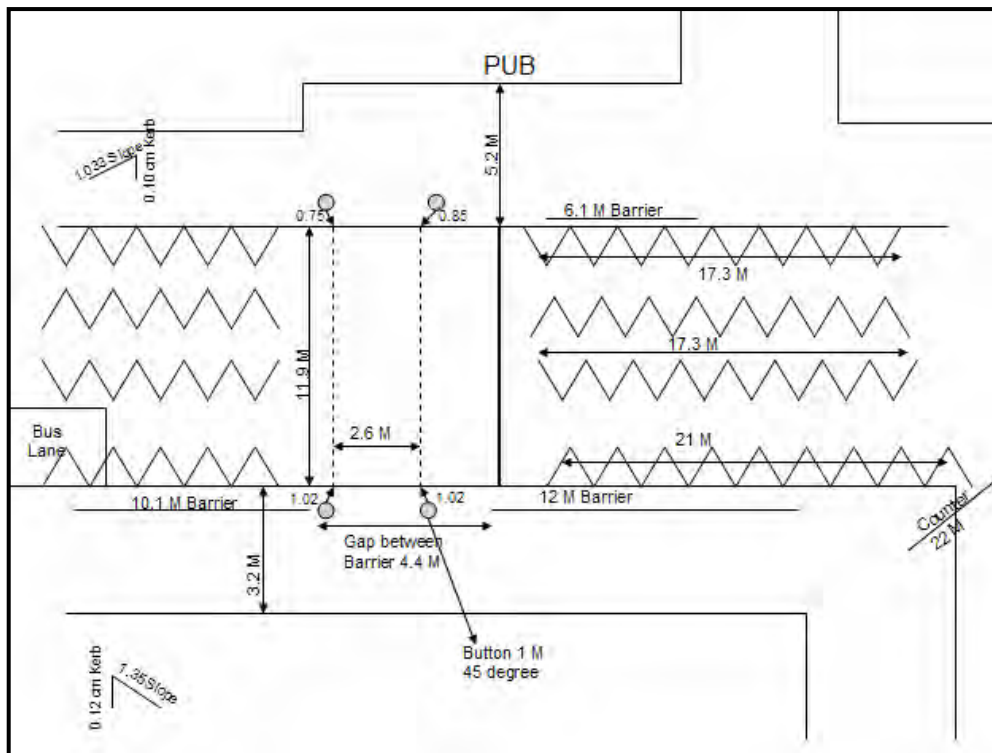 PUB
1.033 Slope
0.10 cm Kerb
5.2 M
0.75
0.85
6.1 M Barrier
17.3 M
17.3 M
11.9 M
Bus
Lane
2.6 M
21 M
10.1 M Barrier
1.02
1.02
12 M Barrier
Counter
22 M
Gap between
Barrier 4.4 M
3.2 M
Button 1 M
45 degree
0.12 cm Kerb
1.35 Slope